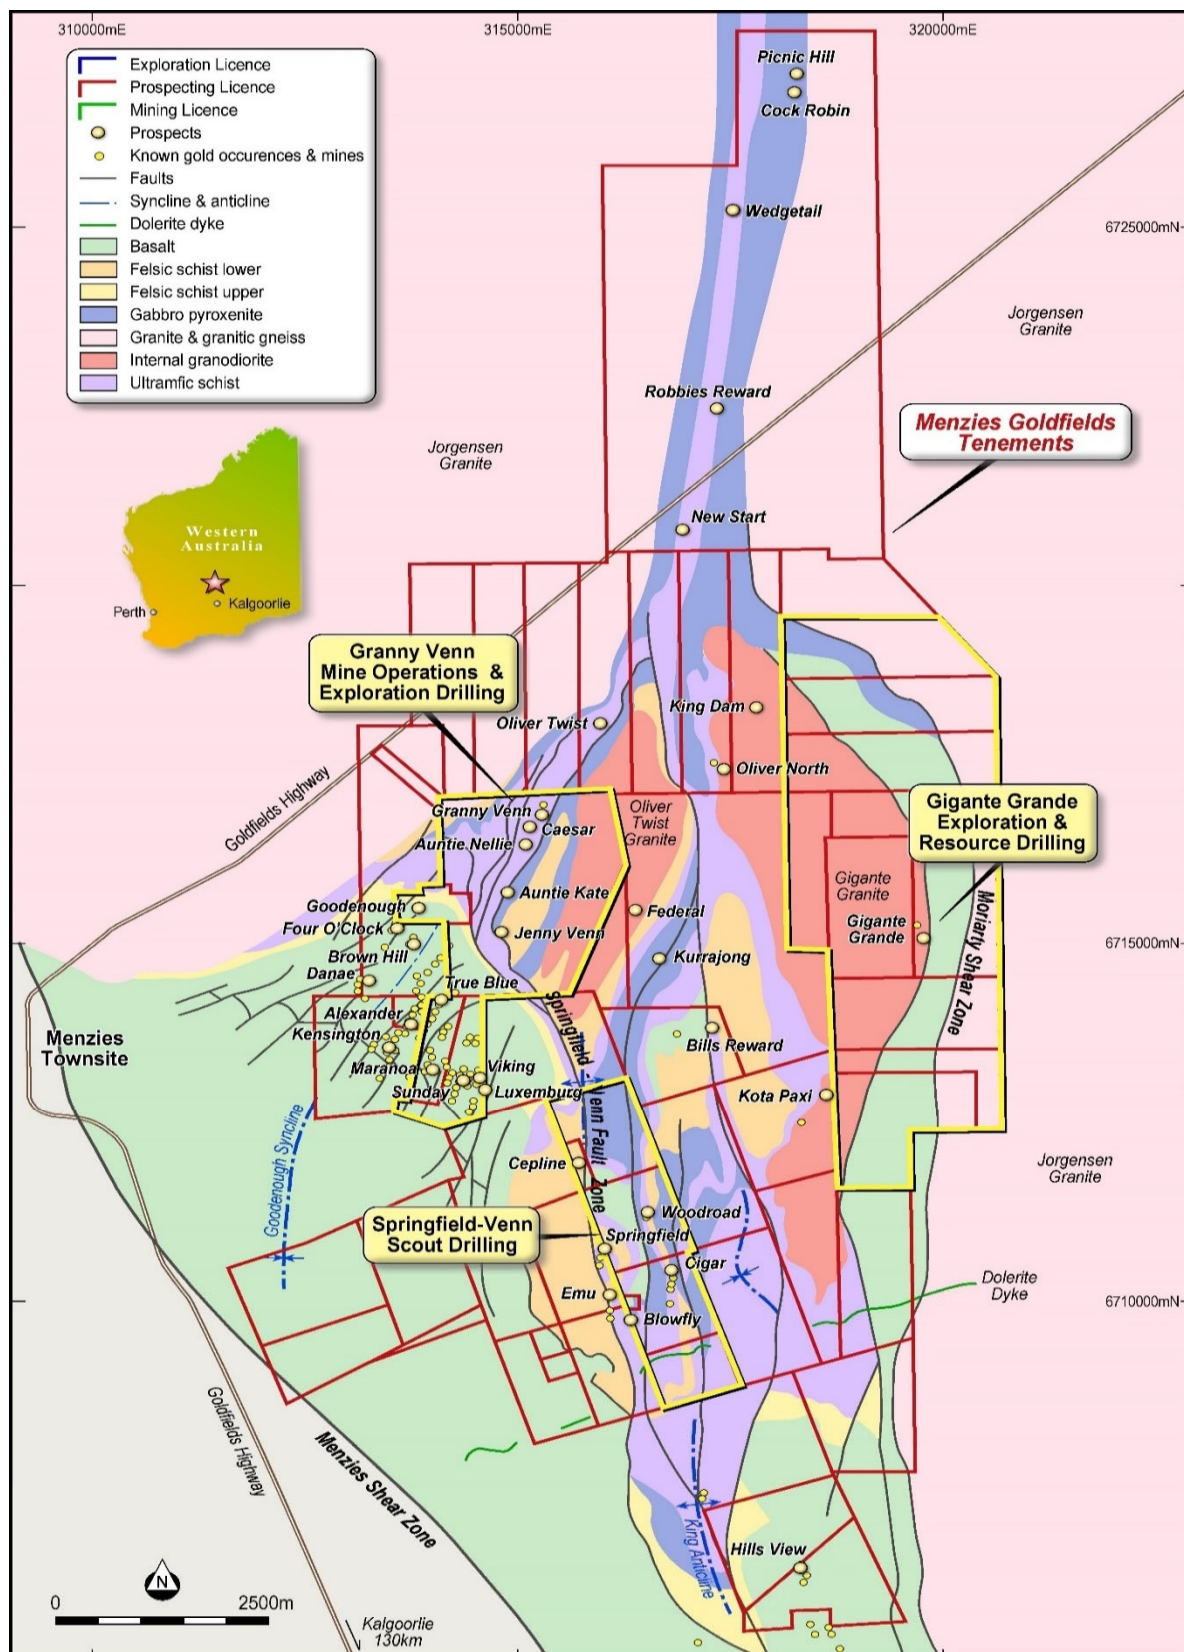 310000mE
315000mE
320000mE
Exploration Licence
Prospecting Licence
Mining Licence
Prospects
Known gold occurences & mines
Faults
Syncline & anticline
Dolerite dyke
Basalt
Felsic schist lower
Felsic schist upper
Gabbro pyroxenite
Granite & granitic gneiss
Internal granodiorite
Ultramfic schist
Picnic Hill
Cock Robin
Wedgetail
6725000mN
Jorgensen
Granite
Robbies Reward
Menzies Goldfields
Tenements
Jorgensen
Granite
New Start
Western
Australia
Perth
Kalgoorlie
Granny Venn
Mine Operations &
Exploration Drilling
King Dam
Oliver Twist
Oliver North
Goldfields Highway
Granny Venn
Caesar
Auntie Nellie
Oliver
Twist
Granite
Gigante Grande
Exploration &
Resource Drilling
Gigante
Granite
Auntie Kate
Goodenough
Federal
Four O'Clock
Jenny Venn
Gigante
Grande
Moriarty Shear Zone
6715000mN
Brown Hill
Kurrajong
Danae
True Blue
Springfield - Venn Fault Zone
Alexander
Kensington
Menzies
Townsite
Bills Reward
Maranoa
Viking
Sunday
Luxemburg
Kota Paxi
Goodenough Syncline
Cepline
Jorgensen
Granite
Woodroad
Springfield-Venn
Scout Drilling
Springfield
Cigar
Emu
Blowfly
Dolerite
Dyke
6710000mN
Goldfields Highway
Menzies Shear Zone
King Anticline
Hills View
N
0
2500m
Kalgoorlie
130km